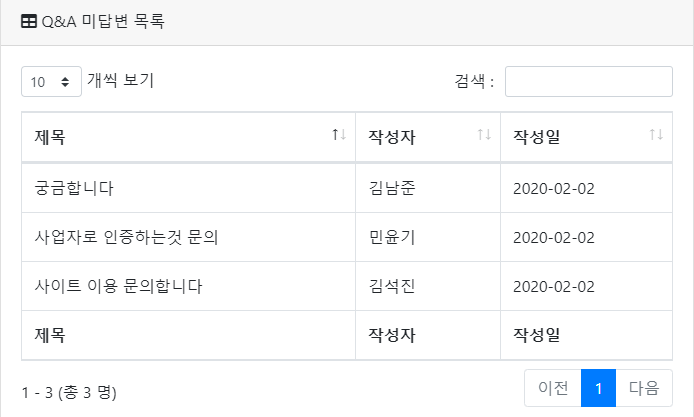 Q&A 미답변 목록
10 개씩 보기 검색 :
제목 작성자 작성일
궁금합니다 김남준 2020-02-02
사업자로 인증하는것 문의 민윤기 2020-02-02
사이트 이용 문의합니다 김석진 2020-02-02
제목 작성자 작성일
1 - 3 (총 3 명) 이전 1 다음